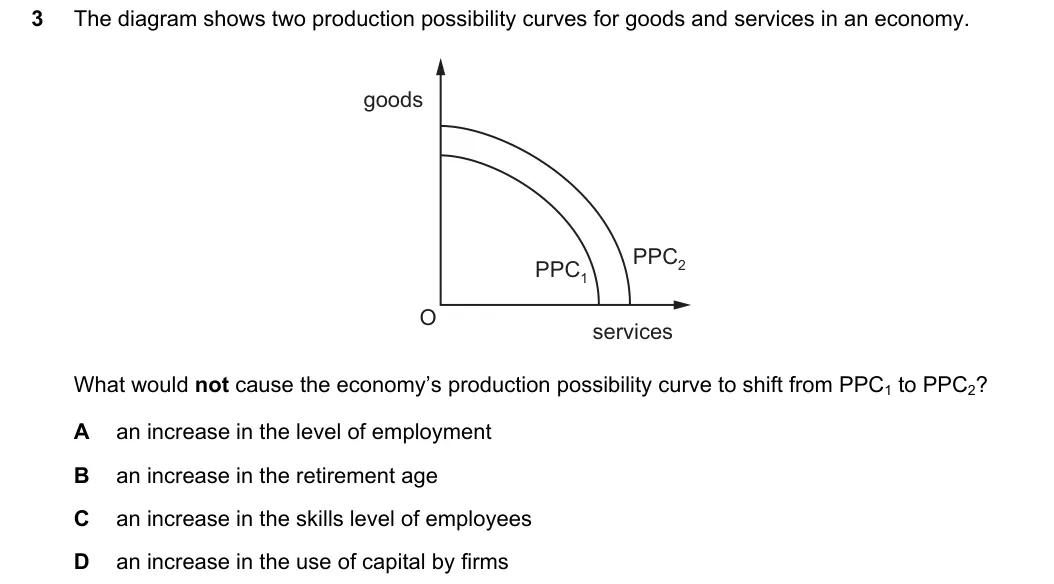 3 The diagram shows two production possibility curves for goods and services in an economy.
goods
PPC1
PPC2
O
services
What would not cause the economy’s production possibility curve to shift from PPC1 to PPC2?
A an increase in the level of employment
B an increase in the retirement age
C an increase in the skills level of employees
D an increase in the use of capital by firms